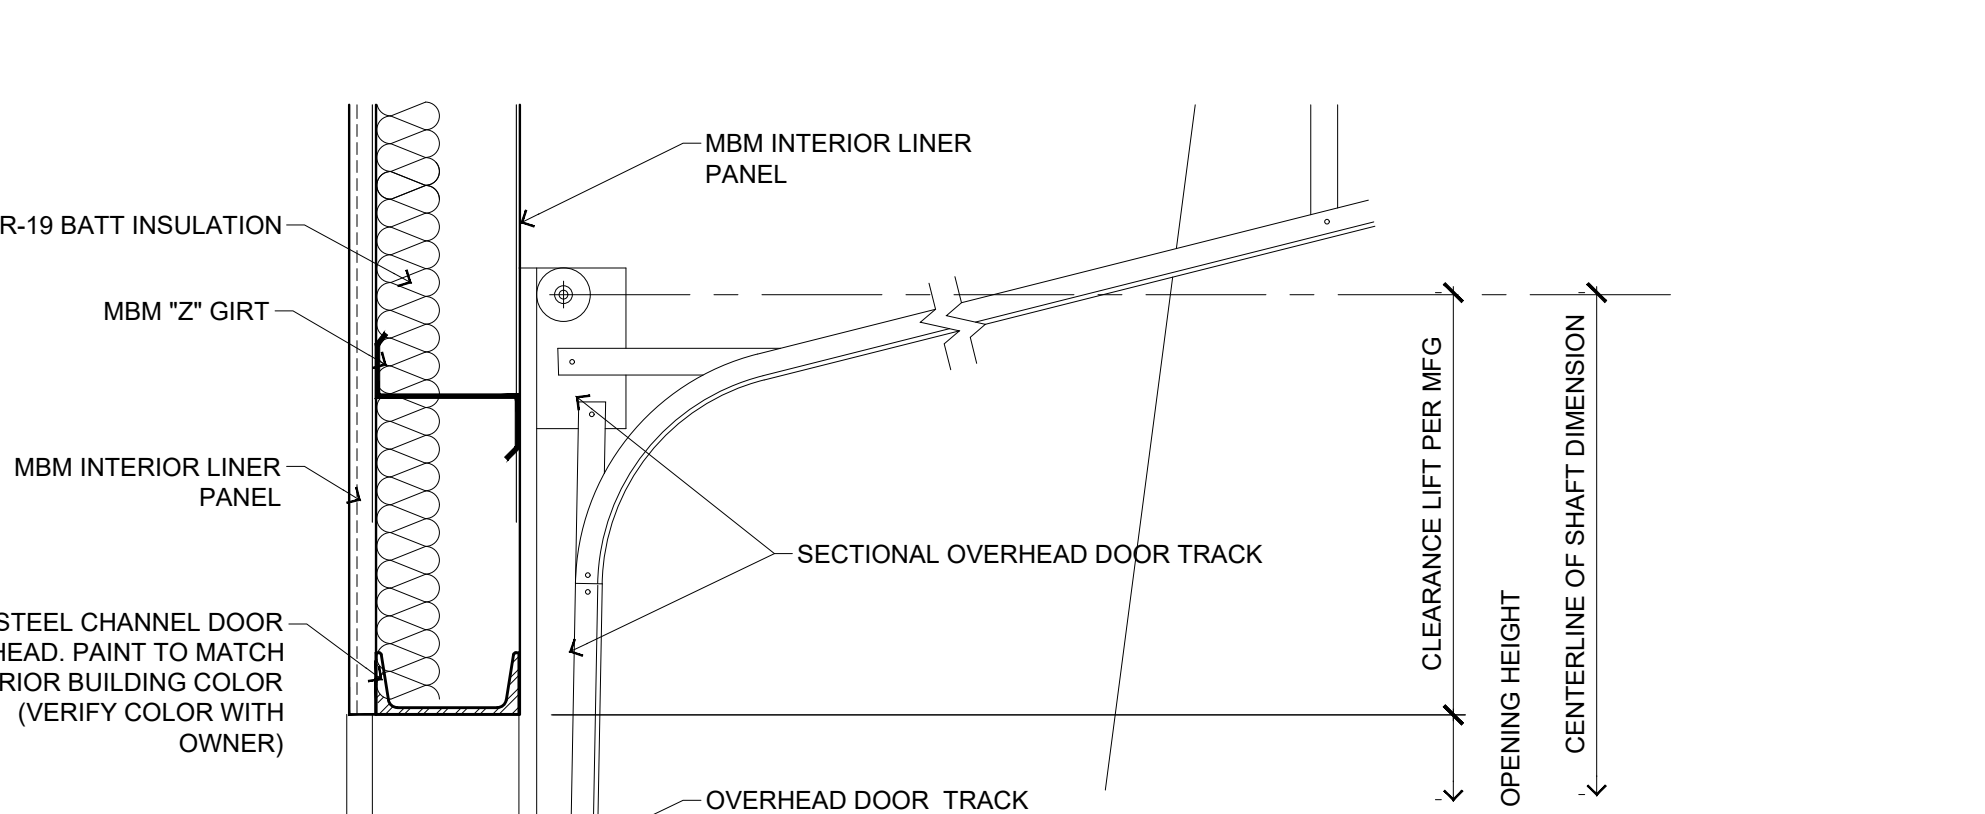 MBM INTERIOR LINER
PANEL
R-19 BATT INSULATION
MBM "Z" GIRT
MBM INTERIOR LINER
PANEL
SECTIONAL OVERHEAD DOOR TRACK
STEEL CHANNEL DOOR
HEAD. PAINT TO MATCH
RIOR BUILDING COLOR
(VERIFY COLOR WITH
OWNER)
OVERHEAD DOOR  TRACK
CLEARANCE LIFT PER MFG
OPENING HEIGHT
CENTERLINE OF SHAFT DIMENSION